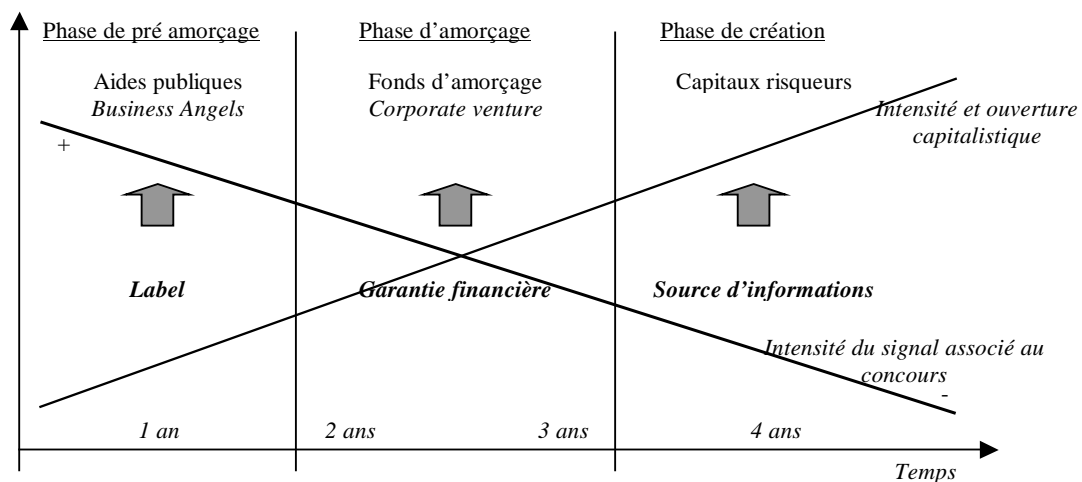 Phase de pré amorçage
Phase d'amorçage
Phase de création
Aides publiques
Business Angels
Fonds d'amorçage
Corporate venture
Capitaux risqueurs
Intensité et ouverture
capitalistique
+
Label
Garantie financière
Source d'informations
Intensité du signal associé au
concours
-
1 an
2 ans
3 ans
4 ans
Temps